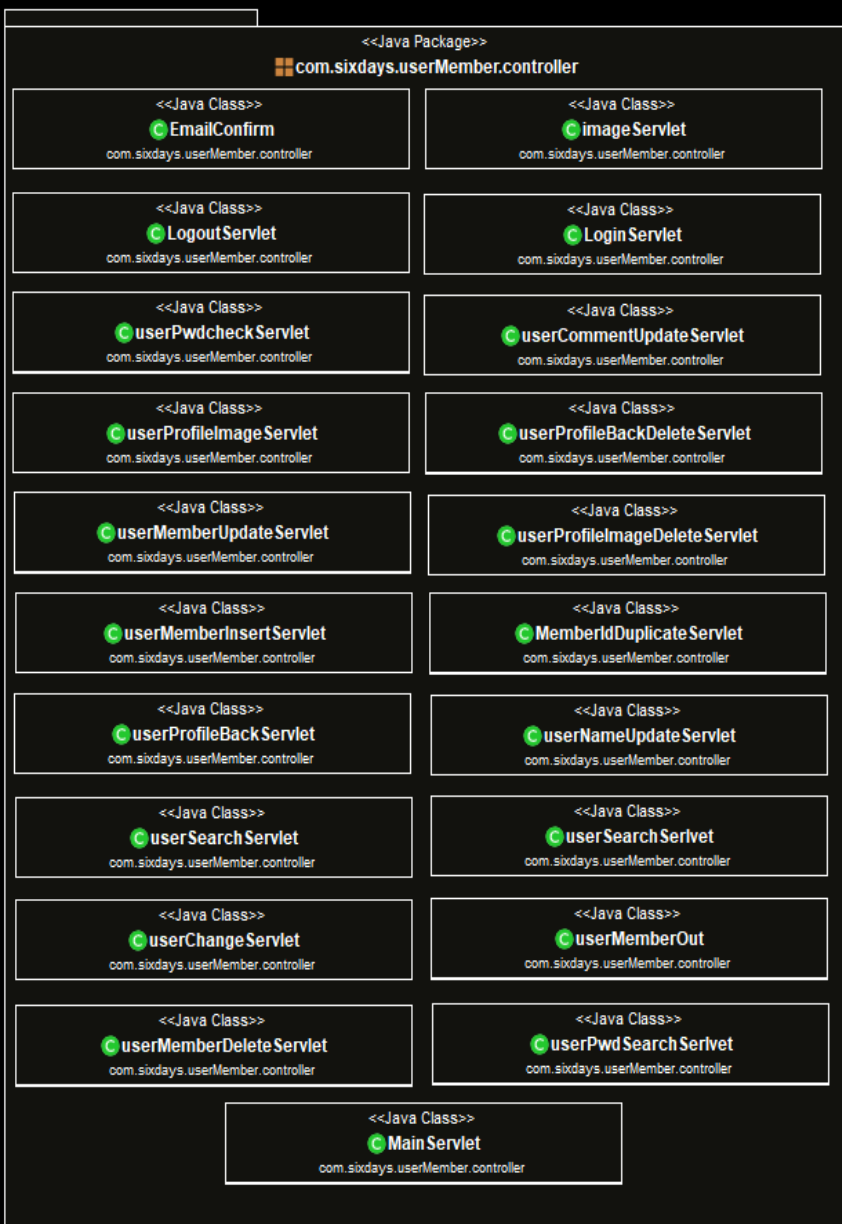 <<Java Package>>
com.sixdays.userMember.controller
<<Java Class>>
EmailConfirm
com.sixdays.userMember.controller
<<Java Class>>
imageServlet
com.sixdays.userMember.controller
<<Java Class>>
LogoutServlet
com.sixdays.userMember.controller
<<Java Class>>
LoginServlet
com.sixdays.userMember.controller
<<Java Class>>
userPwdcheckServlet
com.sixdays.userMember.controller
<<Java Class>>
userCommentUpdateServlet
com.sixdays.userMember.controller
<<Java Class>>
userProfileImageServlet
com.sixdays.userMember.controller
<<Java Class>>
userProfileBackDeleteServlet
com.sixdays.userMember.controller
<<Java Class>>
userMemberUpdateServlet
com.sixdays.userMember.controller
<<Java Class>>
userProfileImageDeleteServlet
com.sixdays.userMember.controller
<<Java Class>>
userMemberInsertServlet
com.sixdays.userMember.controller
<<Java Class>>
MemberIdDuplicateServlet
com.sixdays.userMember.controller
<<Java Class>>
userProfileBackServlet
com.sixdays.userMember.controller
<<Java Class>>
userNameUpdateServlet
com.sixdays.userMember.controller
<<Java Class>>
userSearchServlet
com.sixdays.userMember.controller
<<Java Class>>
userSearchSerlvet
com.sixdays.userMember.controller
<<Java Class>>
userChangeServlet
com.sixdays.userMember.controller
<<Java Class>>
userMemberOut
com.sixdays.userMember.controller
<<Java Class>>
userMemberDeleteServlet
com.sixdays.userMember.controller
<<Java Class>>
userPwdSearchSerlvet
com.sixdays.userMember.controller
<<Java Class>>
MainServlet
com.sixdays.userMember.controller